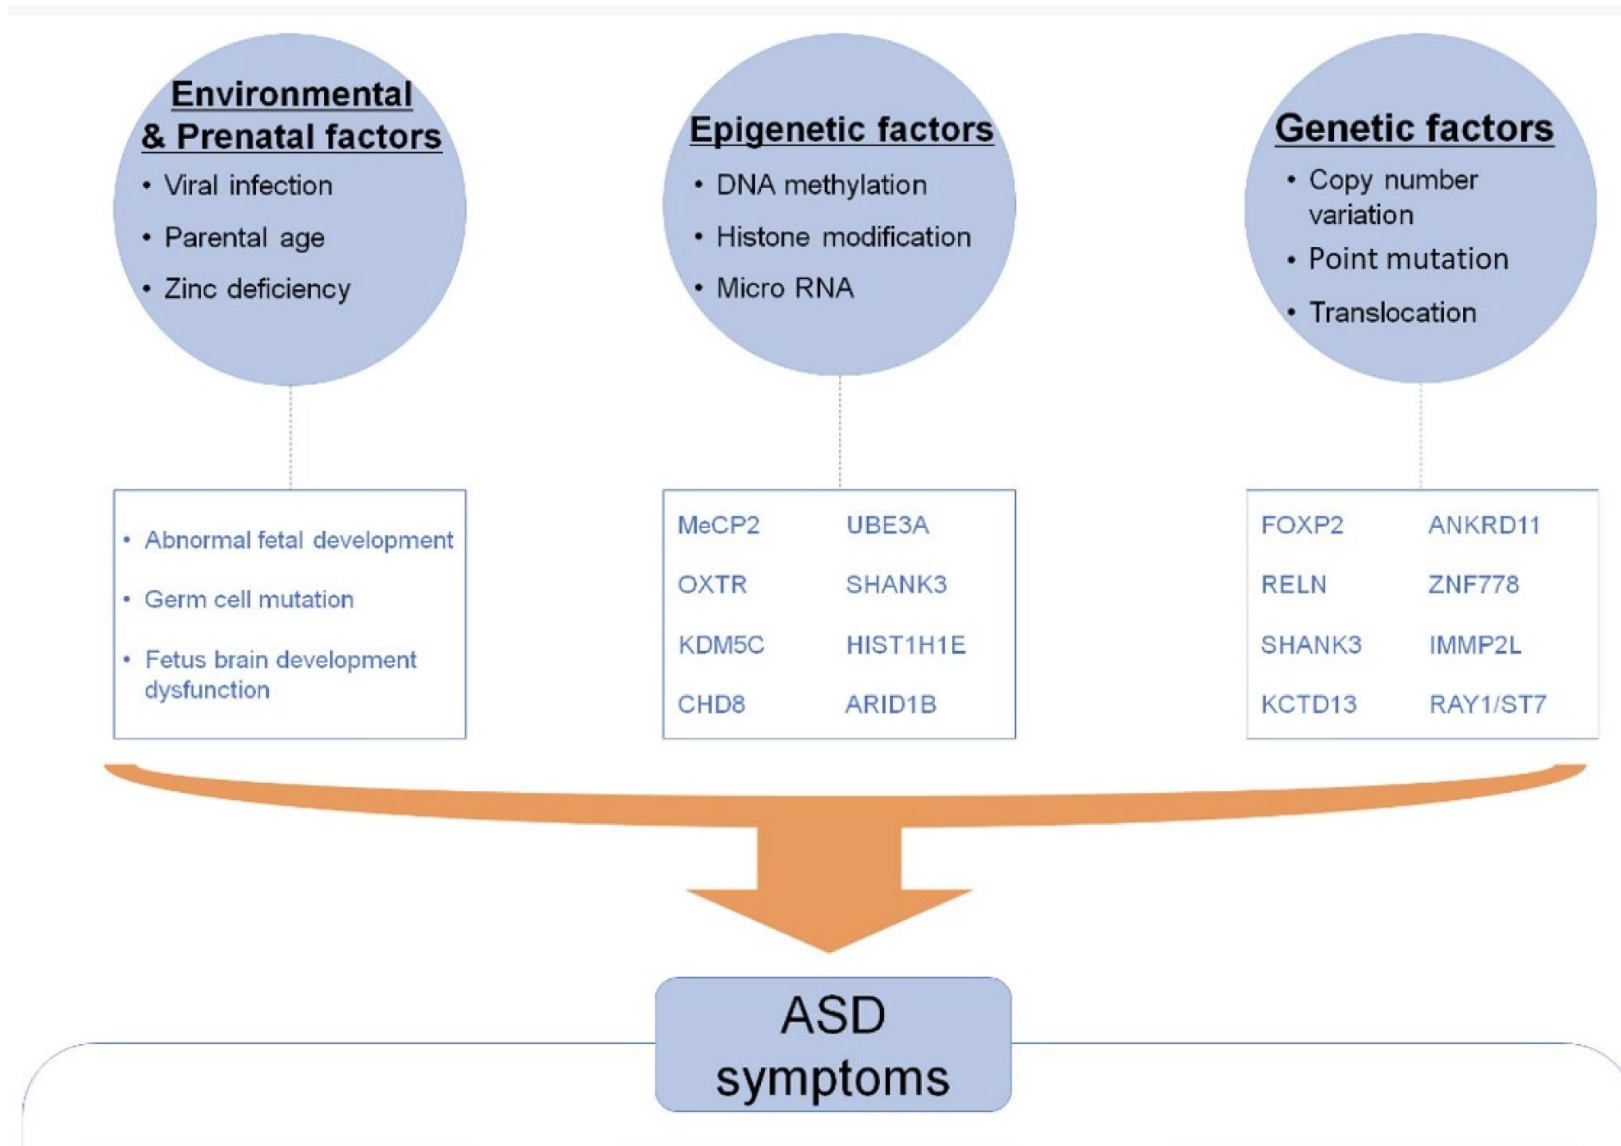 Environmental
& Prenatal factors
• Viral infection
• Parental age
• Zinc deficiency
Epigenetic factors
• DNA methylation
• Histone modification
• Micro RNA
Genetic factors
• Copy number
variation
• Point mutation
• Translocation
• Abnormal fetal development
• Germ cell mutation
• Fetus brain development
dysfunction
MeCP2 UBE3A
OXTR SHANK3
KDM5C HIST1H1E
CHD8 ARID1B
FOXP2 ANKRD11
RELN ZNF778
SHANK3 IMMP2L
KCTD13 RAY1/ST7
ASD
symptoms